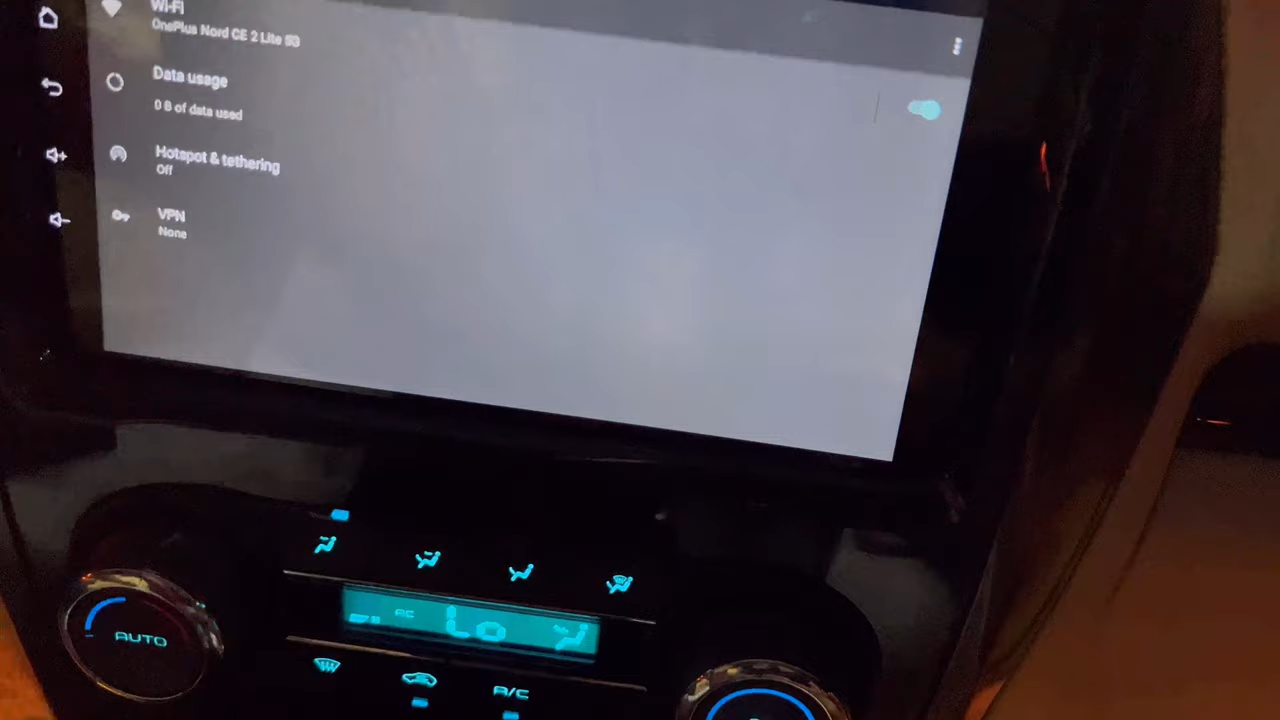 Wi-Fi
OnePlus Nord CE 2 Lite 5G
Data usage
0 B of data used
Hotspot & tethering
Off
VPN
None
AC
Lo
AUTO
A/C